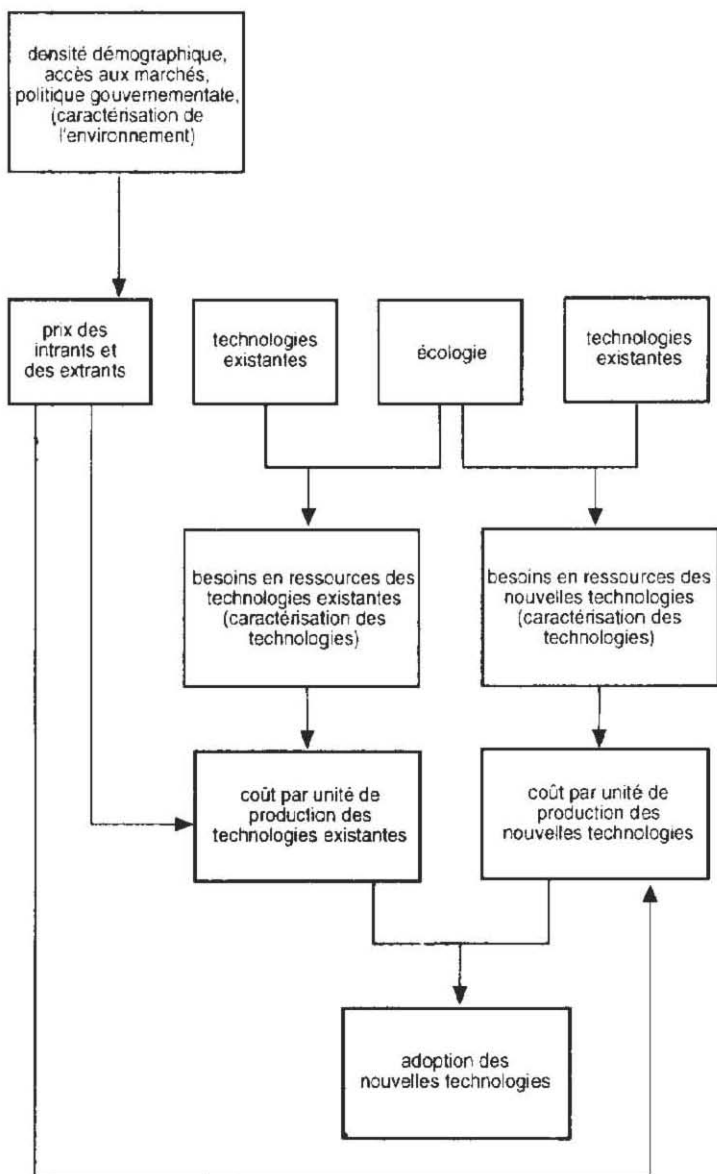 densité démographique,
accès aux marchés,
politique gouvernementate,
(caractérisation de
l'environnement)
prix des
intrants et
des extrants
technologies
existantes
écologie
technologies
existantes
besoins en ressources des
technologies existantes
(caractérisation des
technologies)
besoins en ressources des
nouvelles technologies
(caractérisation des
technologies)
coût par unité de
production des
technologies existantes
coût par unité de
production des
nouvelles technologies
adoption des
nouvelles technologies